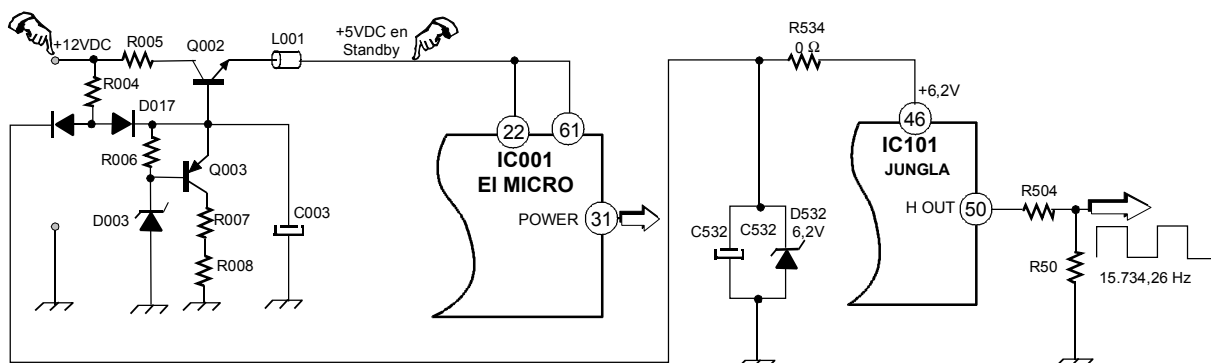 +12VDC
R005
Q002
L001
+5VDC en
Standby
R534
0 Ω
R004
D017
+6,2V
46
IC101
JUNGLA
22
61
IC001
El MICRO
R006
Q003
D003
R007
R008
C003
POWER
31
H OUT
50
R504
C532
C532
D532
6,2V
R50
15.734,26 Hz